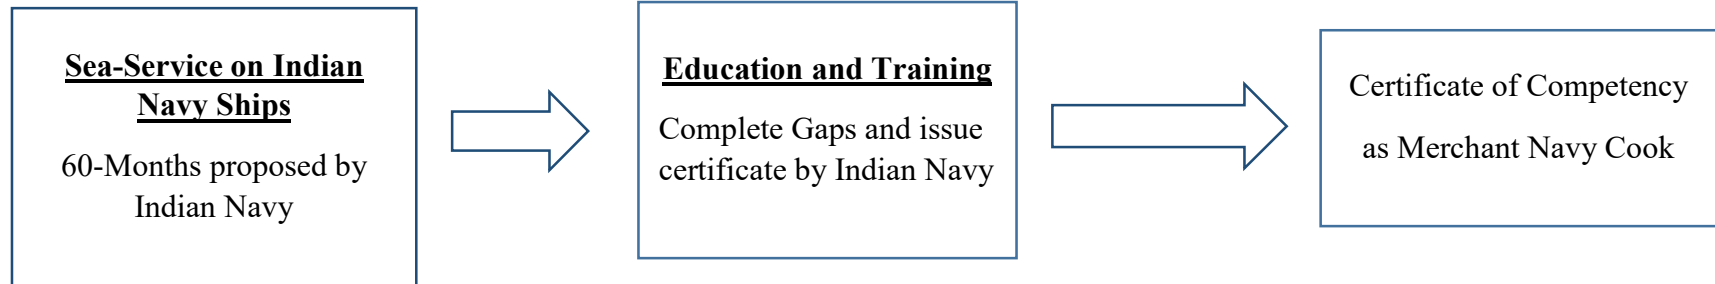 Sea-Service on Indian
Navy Ships
60-Months proposed by
Indian Navy
Education and Training
Complete Gaps and issue
certificate by Indian Navy
Certificate of Competency
as Merchant Navy Cook